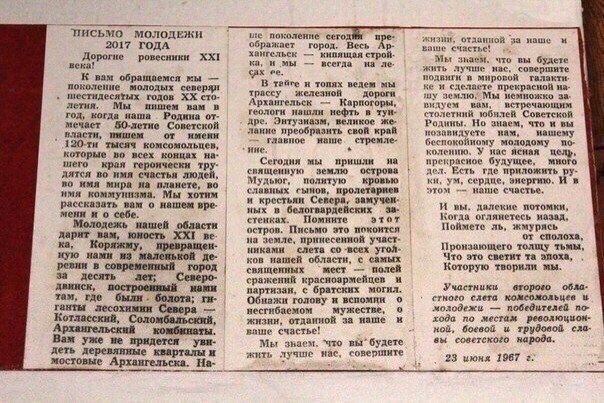 ПИСЬМО МОЛОДЕЖИ
2017 ГОДА
Дорогие ровесники XXI
века!
К вам обращаемся мы —
поколение молодых северян
шестидесятых годов XX сто-
летия. Мы пишем вам в
год, когда наша Родина от-
мечает 50-летие Советской
власти, пишем от имени
120-ти тысяч комсомольцев,
которые во всех концах на-
шего края героически тру-
дятся во имя счастья людей,
во имя мира на планете, во
имя коммунизма. Мы хотим
рассказать вам о нашем вре-
мени и о себе.
Молодежь нашей области
дарит вам, юность XXI ве-
ка, Коряжму, превращен-
ную нами из маленькой де-
ревни в современный город
за десять лет; Северо-
двинск, построенный нами
там, где были болота; ги-
ганты лесохимии Севера —
Котласский, Соломбальский,
Архангельский комбинаты.
Вам уже не придется уви-
деть деревянные кварталы и
мостовые Архангельска. На-
ше поколение сегодня пре-
ображает город. Весь Ар-
хангельск — кипящая строй-
ка, и мы — всегда на ле-
сах ее.
В тайге и топях ведем мы
трассу железной дороги
Архангельск — Карпогоры,
геологи нашли нефть в тун-
дре. Энтузиазм, великое же-
лание преобразить свой край
— главное наше стремле-
ние.
Сегодня мы пришли на
священную землю острова
Мудьюг, политую кровью
славных сынов, пролетариев
и крестьян Севера, замучен-
ных в белогвардейских за-
стенках. Помните этот
остров. Письмо это покоится
на земле, принесенной участ-
никами слета со всех уголков
нашей области, с самых
священных мест — полей
сражений красноармейцев и
партизан, с братских могил.
Обнажи голову и вспомни о
несгибаемом мужестве, о
жизни, отданной за наше и
ваше счастье!
Мы знаем, что вы будете
жить лучше нас, совершите
жизни, отданной за наше и
ваше счастье!
Мы знаем, что вы будете
жить лучше нас, совершите
подвиги в мировой галакти-
ке и сделаете прекрасной на-
шу землю. Мы немножко за-
видуем вам, встречающим
столетний юбилей Советской
Родины. Но знаем, что и вы
позавидуете нам, нашему
беспокойному молодому по-
колению. У нас ясная цель,
прекрасное будущее, много
дел. Есть где приложить ру-
ки, ум, сердце, энергию. И в
этом — наше счастье.
И вы, далекие потомки,
Когда оглянетесь назад,
Поймете ль, жмурясь
от сполоха,
Пронзающего толщу тьмы,
Что это светит та эпоха,
Которую творили мы.
Участники второго обла-
стного слета комсомольцев и
молодежи — победителей по-
хода по местам революцион-
ной, боевой и трудовой сла-
вы советского народа.
23 июня 1967 г.